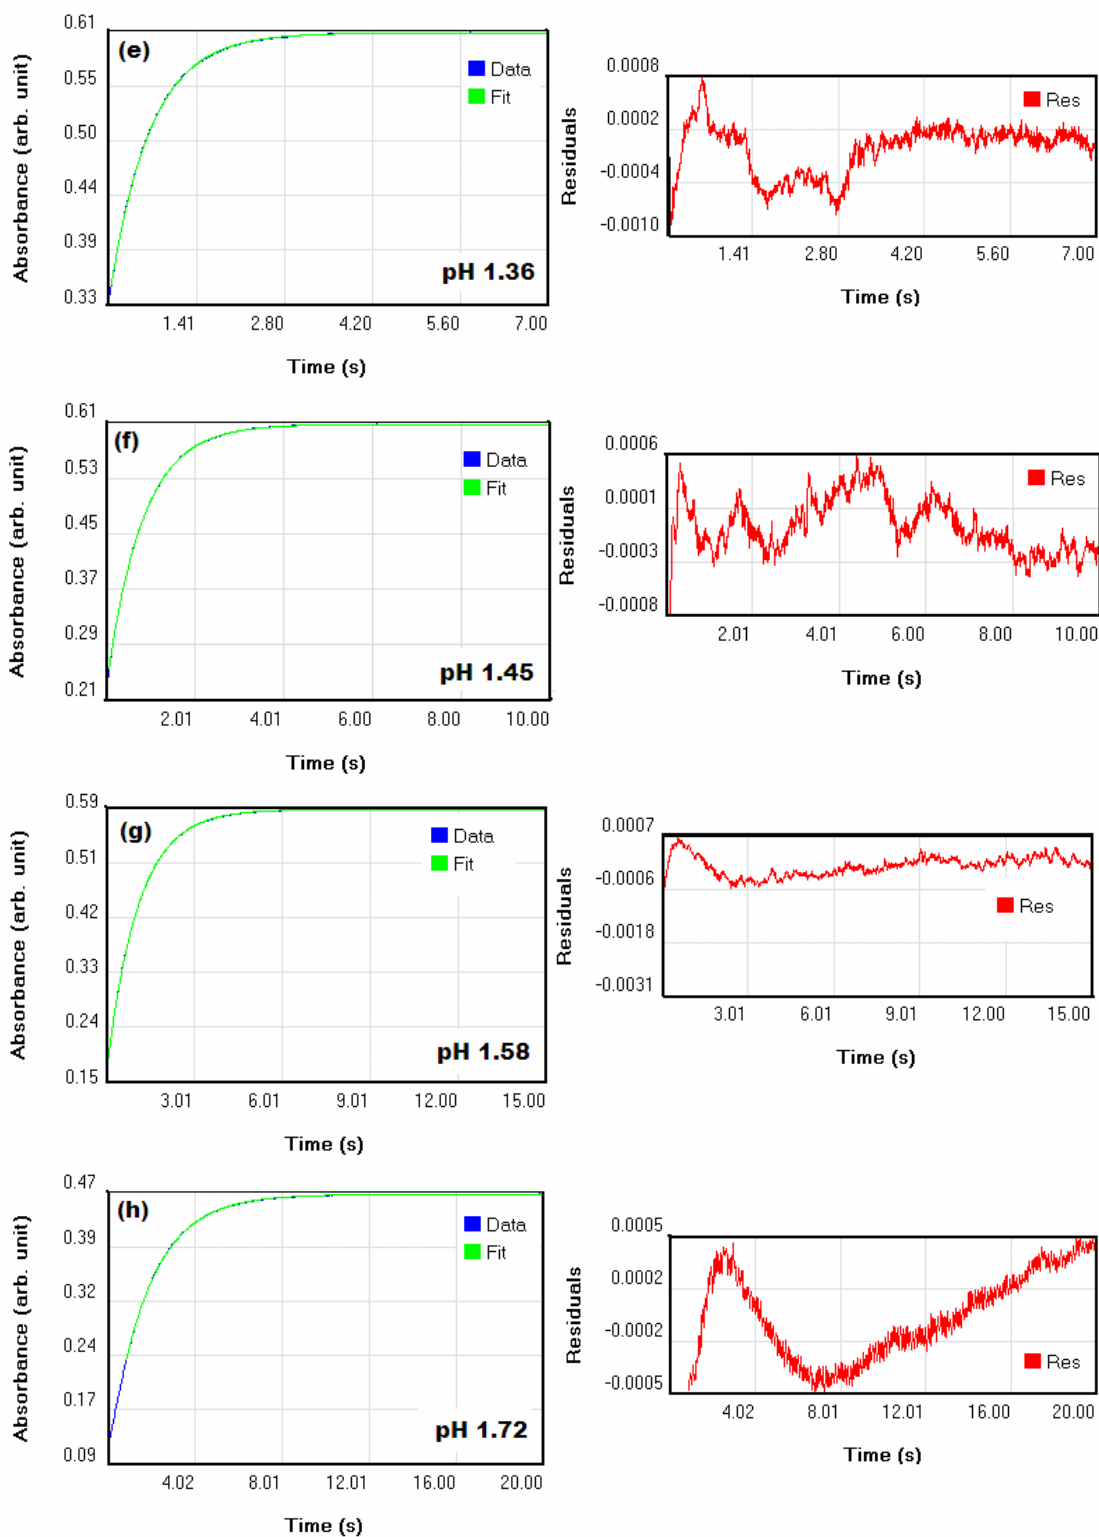 (e)
Absorbance (arb. unit)
0.61
0.55
0.50
0.44
0.39
0.33
Data
Fit
pH 1.36
1.41 2.80 4.20 5.60 7.00
Time (s)
Residuals
0.0008
0.0002
-0.0004
-0.0010
Res
1.41 2.80 4.20 5.60 7.00
Time (s)
(f)
Absorbance (arb. unit)
0.61
0.53
0.45
0.37
0.29
0.21
Data
Fit
pH 1.45
2.01 4.01 6.00 8.00 10.00
Time (s)
Residuals
0.0006
0.0001
-0.0003
-0.0008
Res
2.01 4.01 6.00 8.00 10.00
Time (s)
(g)
Absorbance (arb. unit)
0.59
0.51
0.42
0.33
0.24
0.15
Data
Fit
pH 1.58
3.01 6.01 9.01 12.00 15.00
Time (s)
Residuals
0.0007
-0.0006
-0.0018
-0.0031
Res
3.01 6.01 9.01 12.00 15.00
Time (s)
(h)
Absorbance (arb. unit)
0.47
0.39
0.32
0.24
0.17
0.09
Data
Fit
pH 1.72
4.02 8.01 12.01 16.00 20.00
Time (s)
Residuals
0.0005
0.0002
-0.0002
-0.0005
Res
4.02 8.01 12.01 16.00 20.00
Time (s)